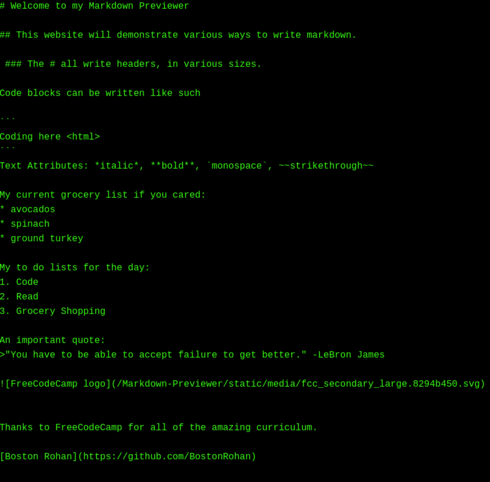 # Welcome to my Markdown Previewer
## This website will demonstrate various ways to write markdown.
### The # all write headers, in various sizes.
Code blocks can be written like such
```
Coding here <html>
```
Text Attributes: *italic*, **bold**, `monospace`, ~~strikethrough~~
My current grocery list if you cared:
* avocados
* spinach
* ground turkey
My to do lists for the day:
1. Code
2. Read
3. Grocery Shopping
An important quote:
>"You have to be able to accept failure to get better." -LeBron James
![FreeCodeCamp logo](/Markdown-Previewer/static/media/fcc_secondary_large.8294b450.svg)
Thanks to FreeCodeCamp for all of the amazing curriculum.
[Boston Rohan](https://github.com/BostonRohan)